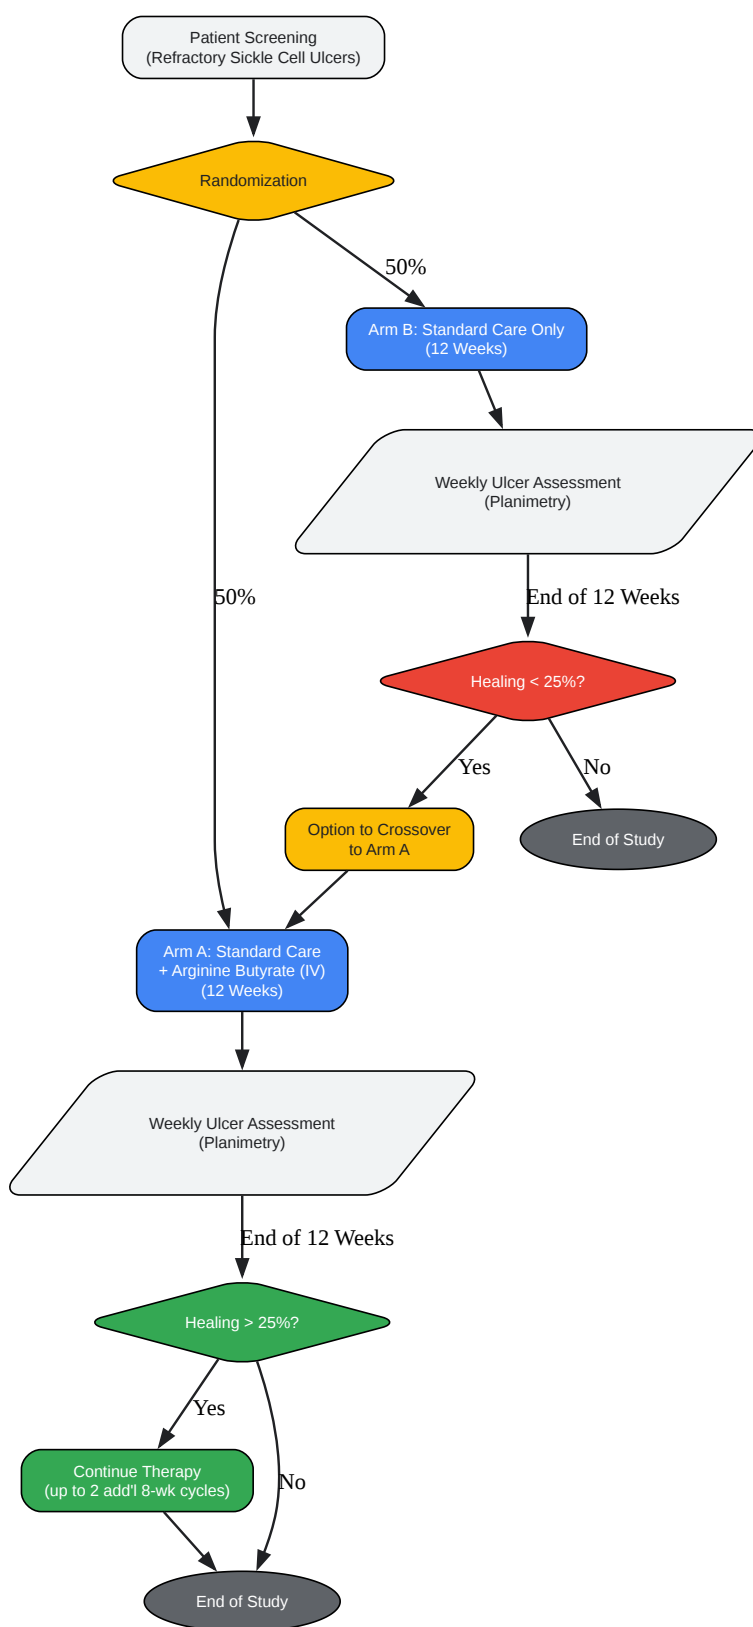 Patient Screening
(Refractory Sickle Cell Ulcers)
Randomization
50%
Arm B: Standard Care Only
(12 Weeks)
Weekly Ulcer Assessment
(Planimetry)
50%
End of 12 Weeks
Healing < 25%?
Yes
No
Option to Crossover
to Arm A
End of Study
Arm A: Standard Care
+ Arginine Butyrate (IV)
(12 Weeks)
Weekly Ulcer Assessment
(Planimetry)
End of 12 Weeks
Healing > 25%?
Yes
Continue Therapy
(up to 2 add'l 8-wk cycles)
No
End of Study